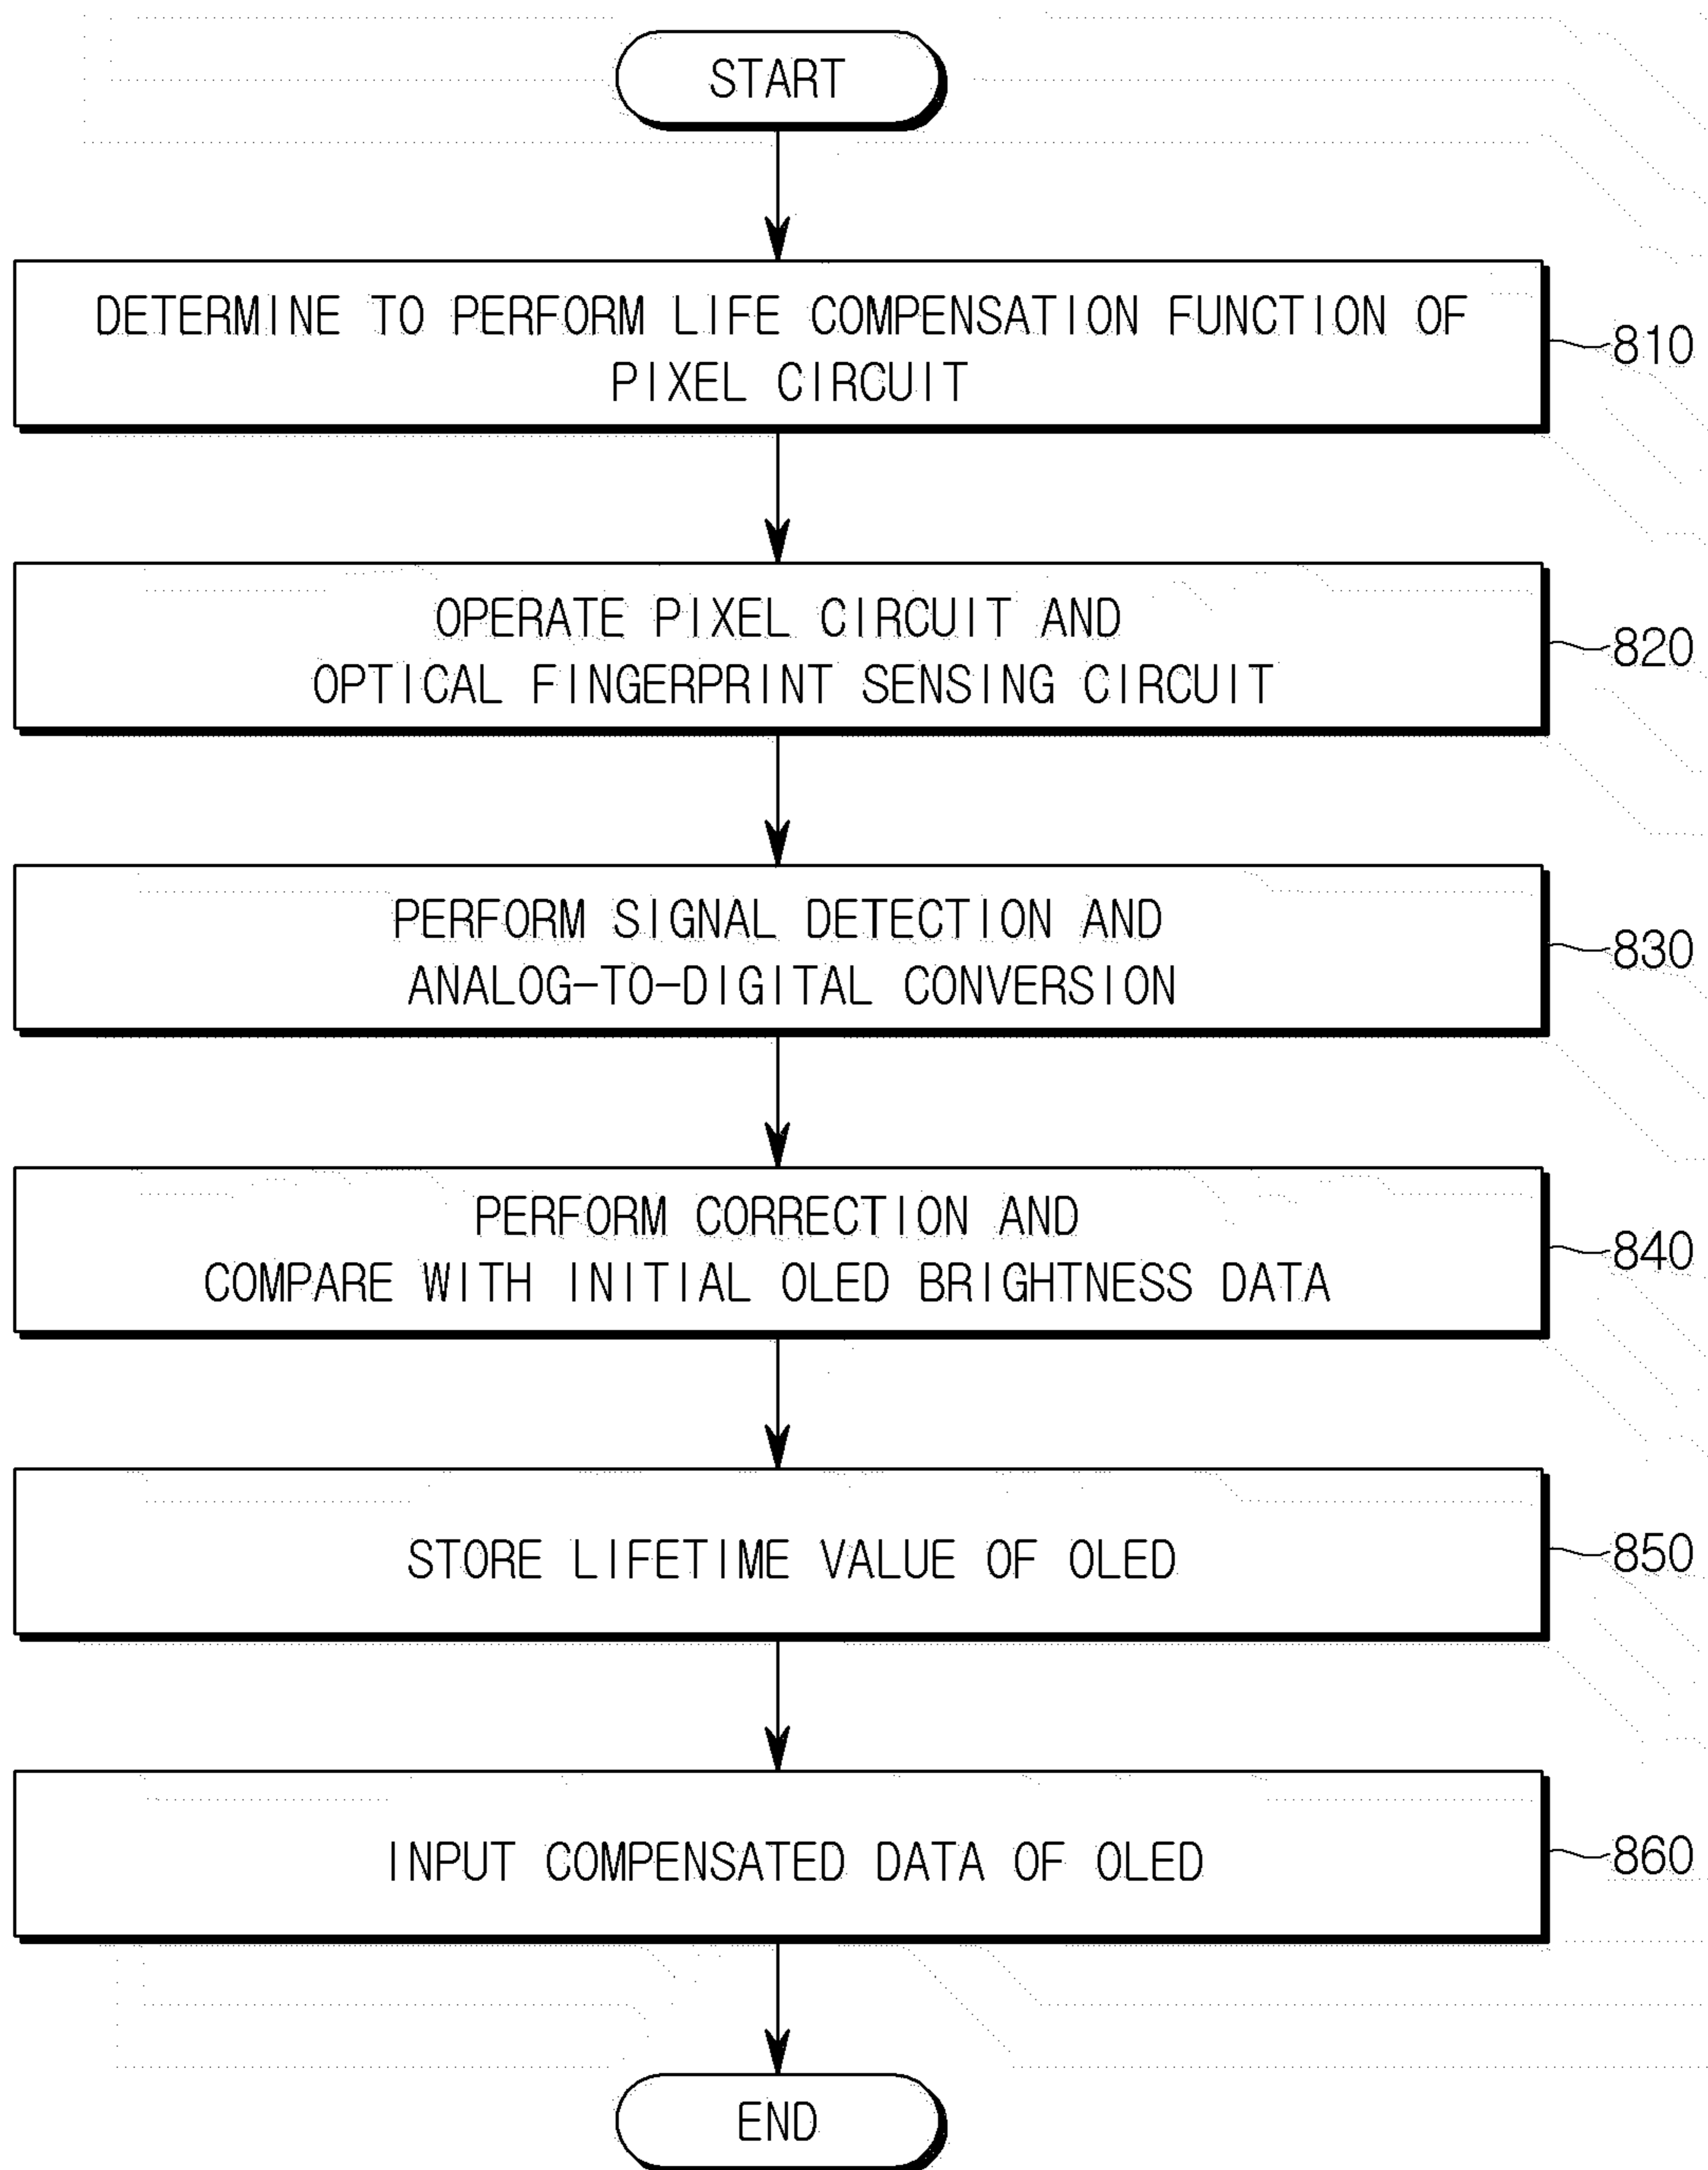 START
DETERMINE TO PERFORM LIFE COMPENSATION FUNCTION OF
PIXEL CIRCUIT
810
OPERATE PIXEL CIRCUIT AND
OPTICAL FINGERPRINT SENSING CIRCUIT
820
PERFORM SIGNAL DETECTION AND
ANALOG-TO-DIGITAL CONVERSION
830
PERFORM CORRECTION AND
COMPARE WITH INITIAL OLED BRIGHTNESS DATA
840
STORE LIFETIME VALUE OF OLED
850
INPUT COMPENSATED DATA OF OLED
860
END